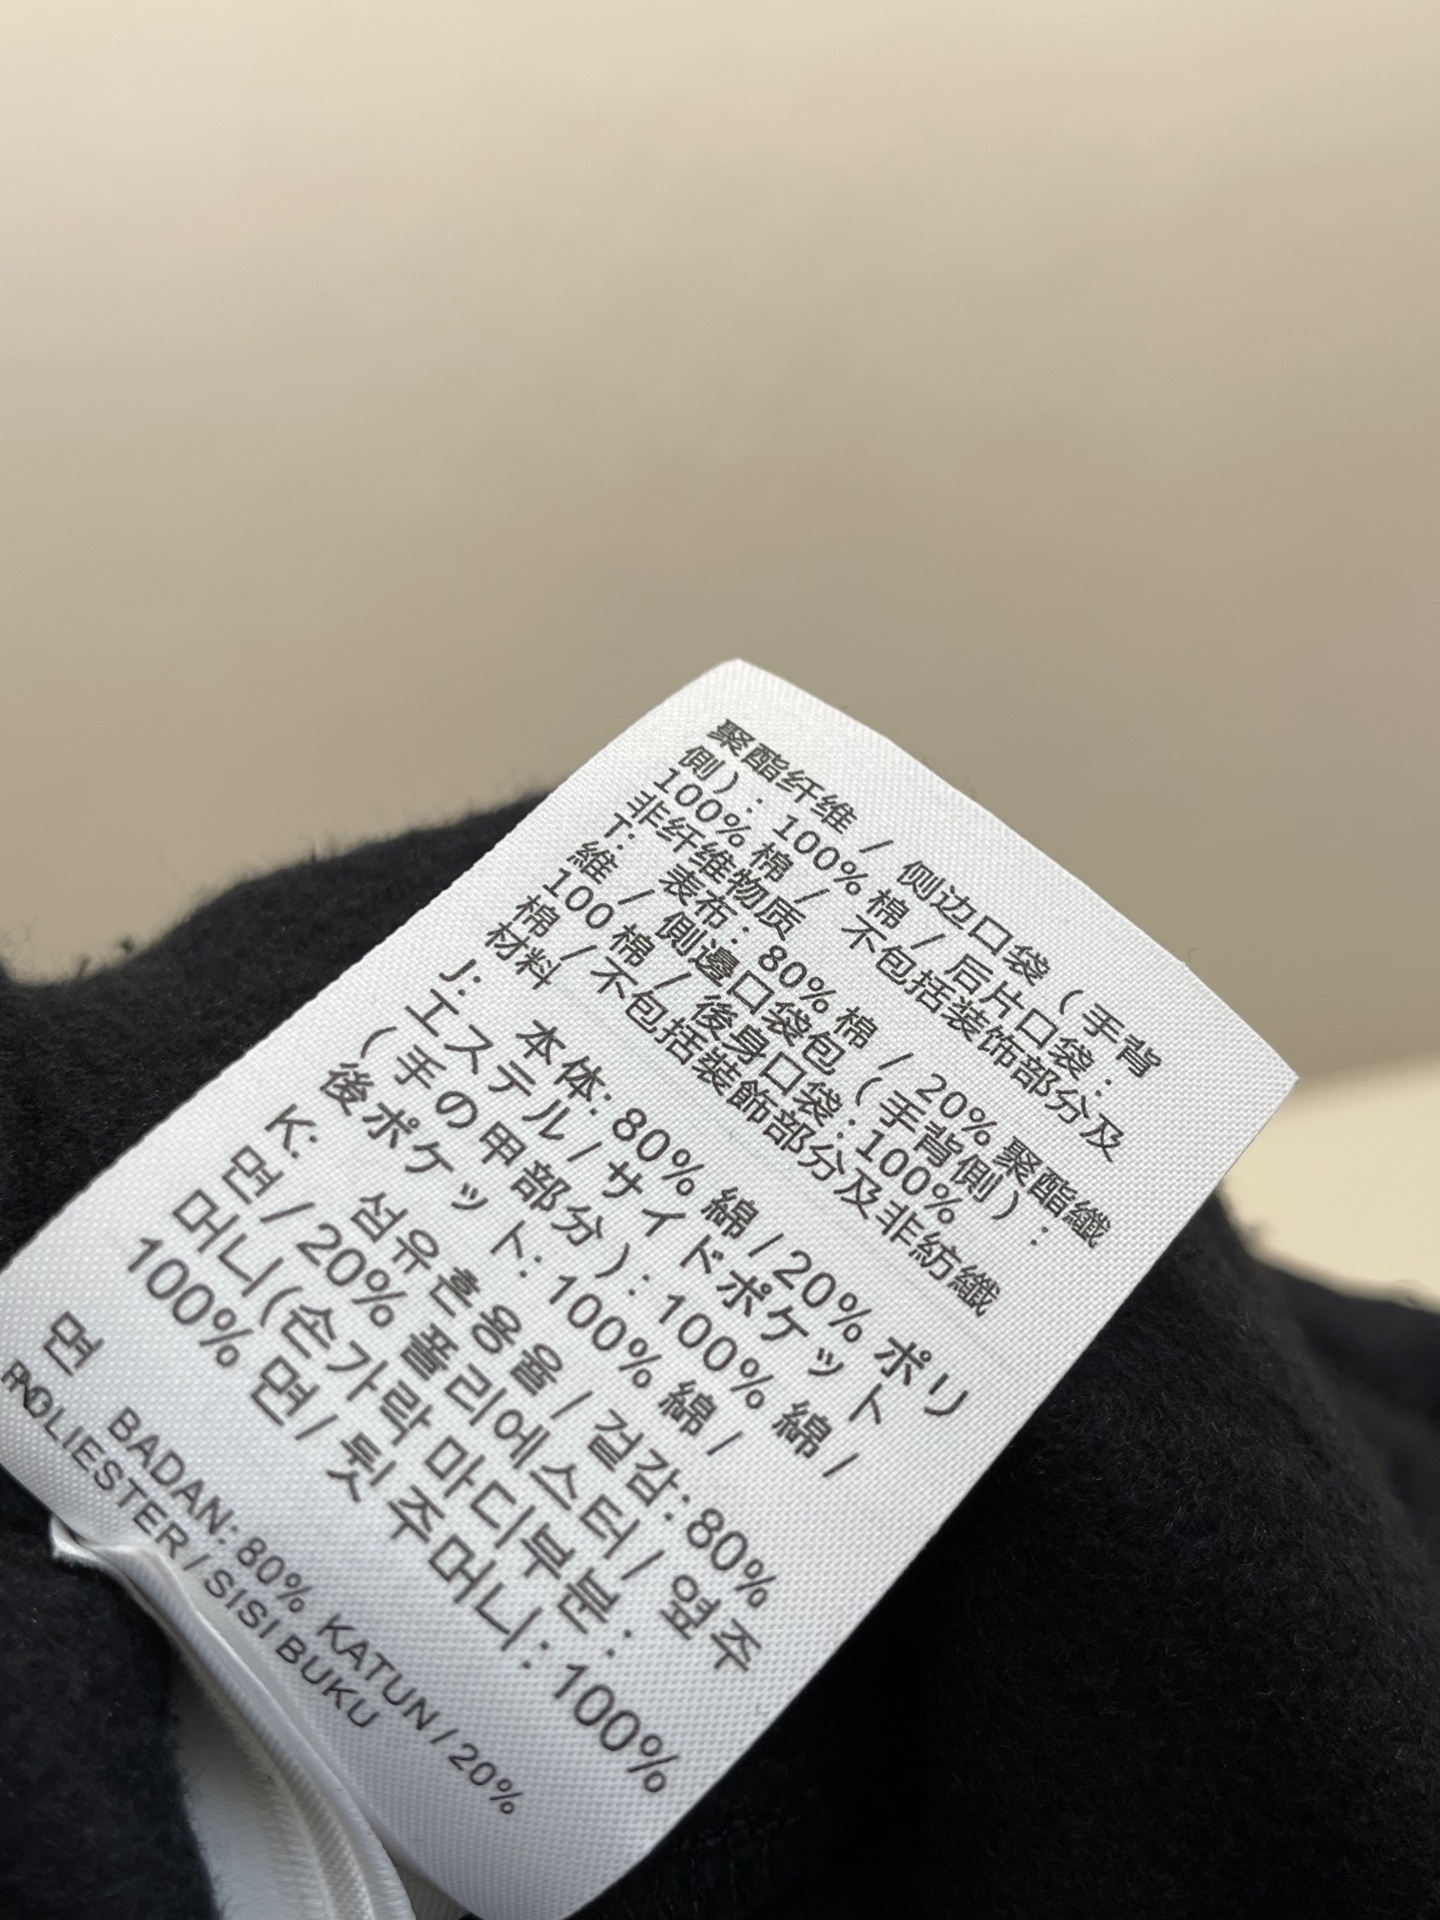 聚酯纤维 / 侧边口袋 (手背
侧) : 100% 棉 / 后片口袋 :
100% 棉 / 不包括装饰部分及
非纤维物质
T: 表布 : 80% 棉 / 20% 聚酯纖
維 / 側邊口袋包 (手背側) :
100 棉 / 後身口袋 : 100%
棉 / 不包括裝飾部分及非紡纖
材料
J: 本体: 80% 綿 / 20% ポリ
エステル / サイドポケット
(手の甲部分) : 100% 綿 /
後ポケット: 100% 綿 /
K: 섬유혼용율 / 겉감: 80%
면 / 20% 폴리에스터 / 옆주
머니(손가락 마디부분:
100% 면 / 뒷주머니: 100%
면
BADAN: 80% KATUN / 20%
POLIESTER / SISI BUKU